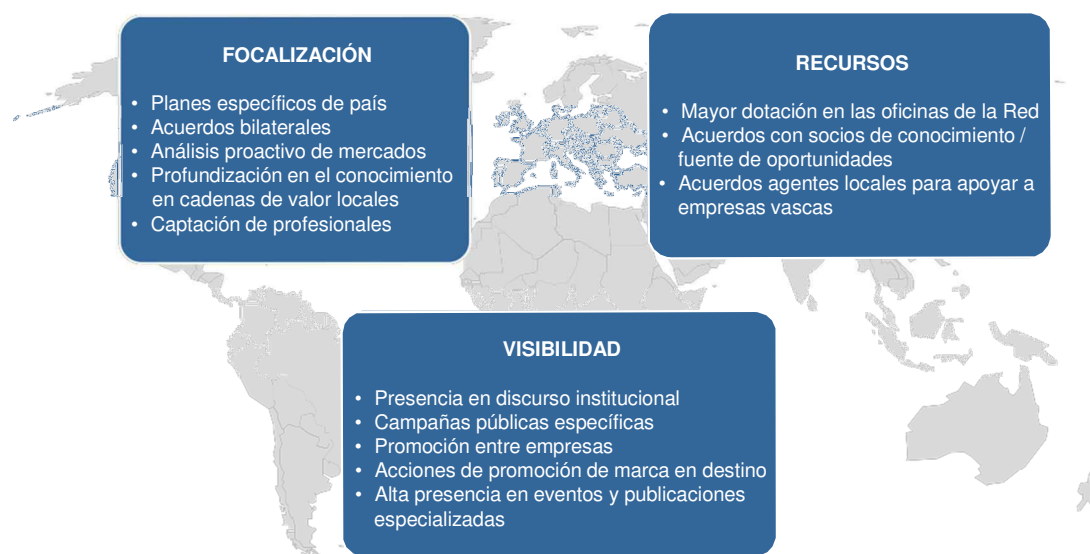 FOCALIZACIÓN
• Planes específicos de país
• Acuerdos bilaterales
• Análisis proactivo de mercados
• Profundización en el conocimiento
en cadenas de valor locales
• Captación de profesionales
RECURSOS
• Mayor dotación en las oficinas de la Red
• Acuerdos con socios de conocimiento /
fuente de oportunidades
• Acuerdos agentes locales para apoyar a
empresas vascas
VISIBILIDAD
• Presencia en discurso institucional
• Campañas públicas específicas
• Promoción entre empresas
• Acciones de promoción de marca en destino
• Alta presencia en eventos y publicaciones
especializadas